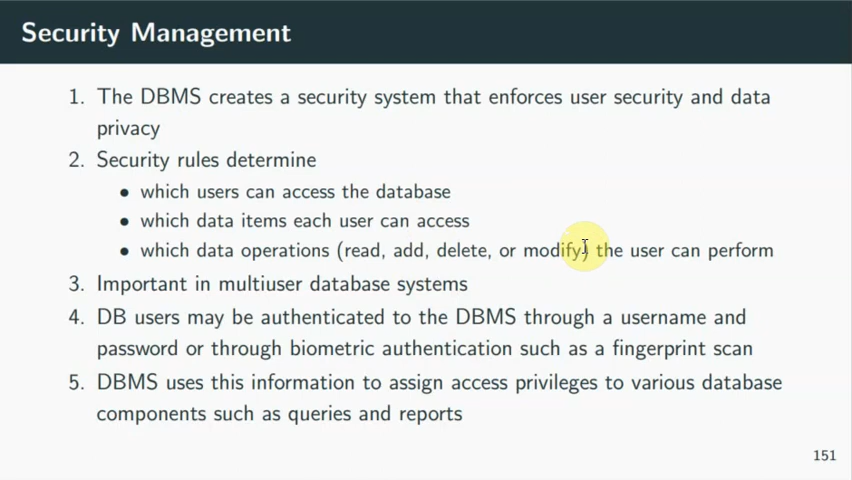 Security Management
1. The DBMS creates a security system that enforces user security and data
privacy
2. Security rules determine
• which users can access the database
• which data items each user can access
• which data operations (read, add, delete, or modify) the user can perform
3. Important in multiuser database systems
4. DB users may be authenticated to the DBMS through a username and
password or through biometric authentication such as a fingerprint scan
5. DBMS uses this information to assign access privileges to various database
components such as queries and reports
151